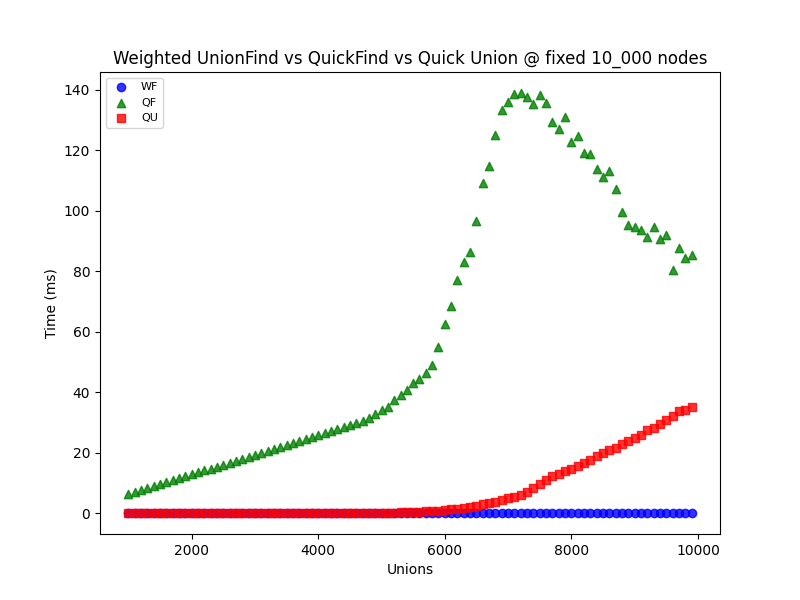 Weighted UnionFind vs QuickFind vs Quick Union @ fixed 10_000 nodes
WF
QF
QU
140
120
100
80
60
40
20
0
Time (ms)
2000 4000 6000 8000 10000
Unions